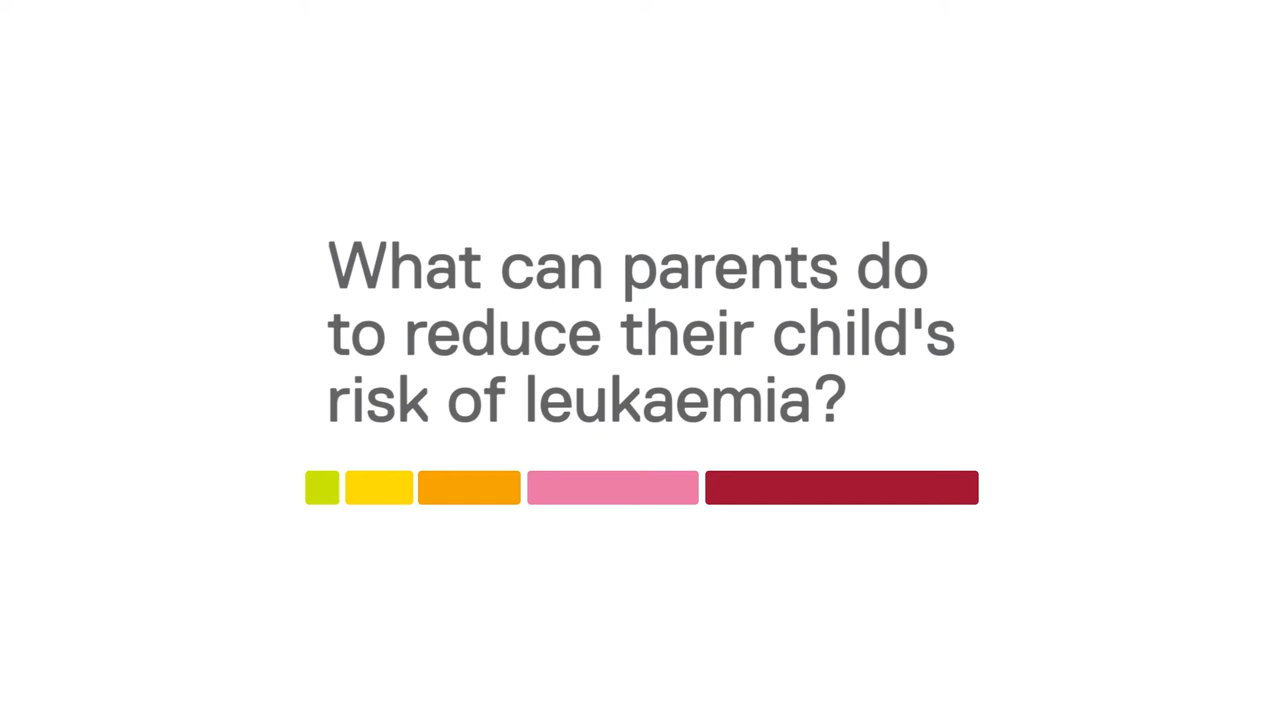 What can parents do
to reduce their child's
risk of leukaemia?